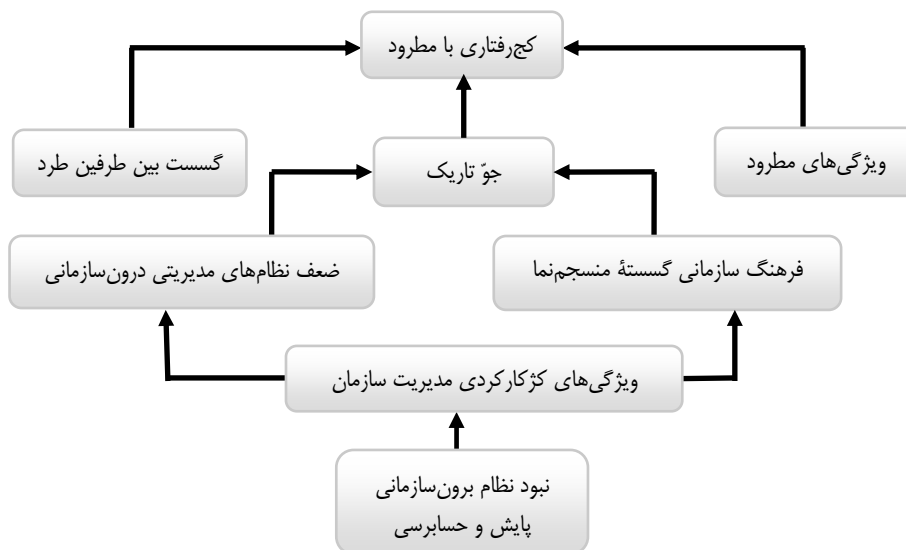 کج‌رفتاری با مطرود
ویژگی‌های مطرود
جوّ تاریک
گسست بین طرفین طرد
فرهنگ سازمانی گسستهٔ منسجم‌نما
ضعف نظام‌های مدیریتی درون‌سازمانی
ویژگی‌های کژکارکردی مدیریت سازمان
نبود نظام برون‌سازمانی
پایش و حسابرسی